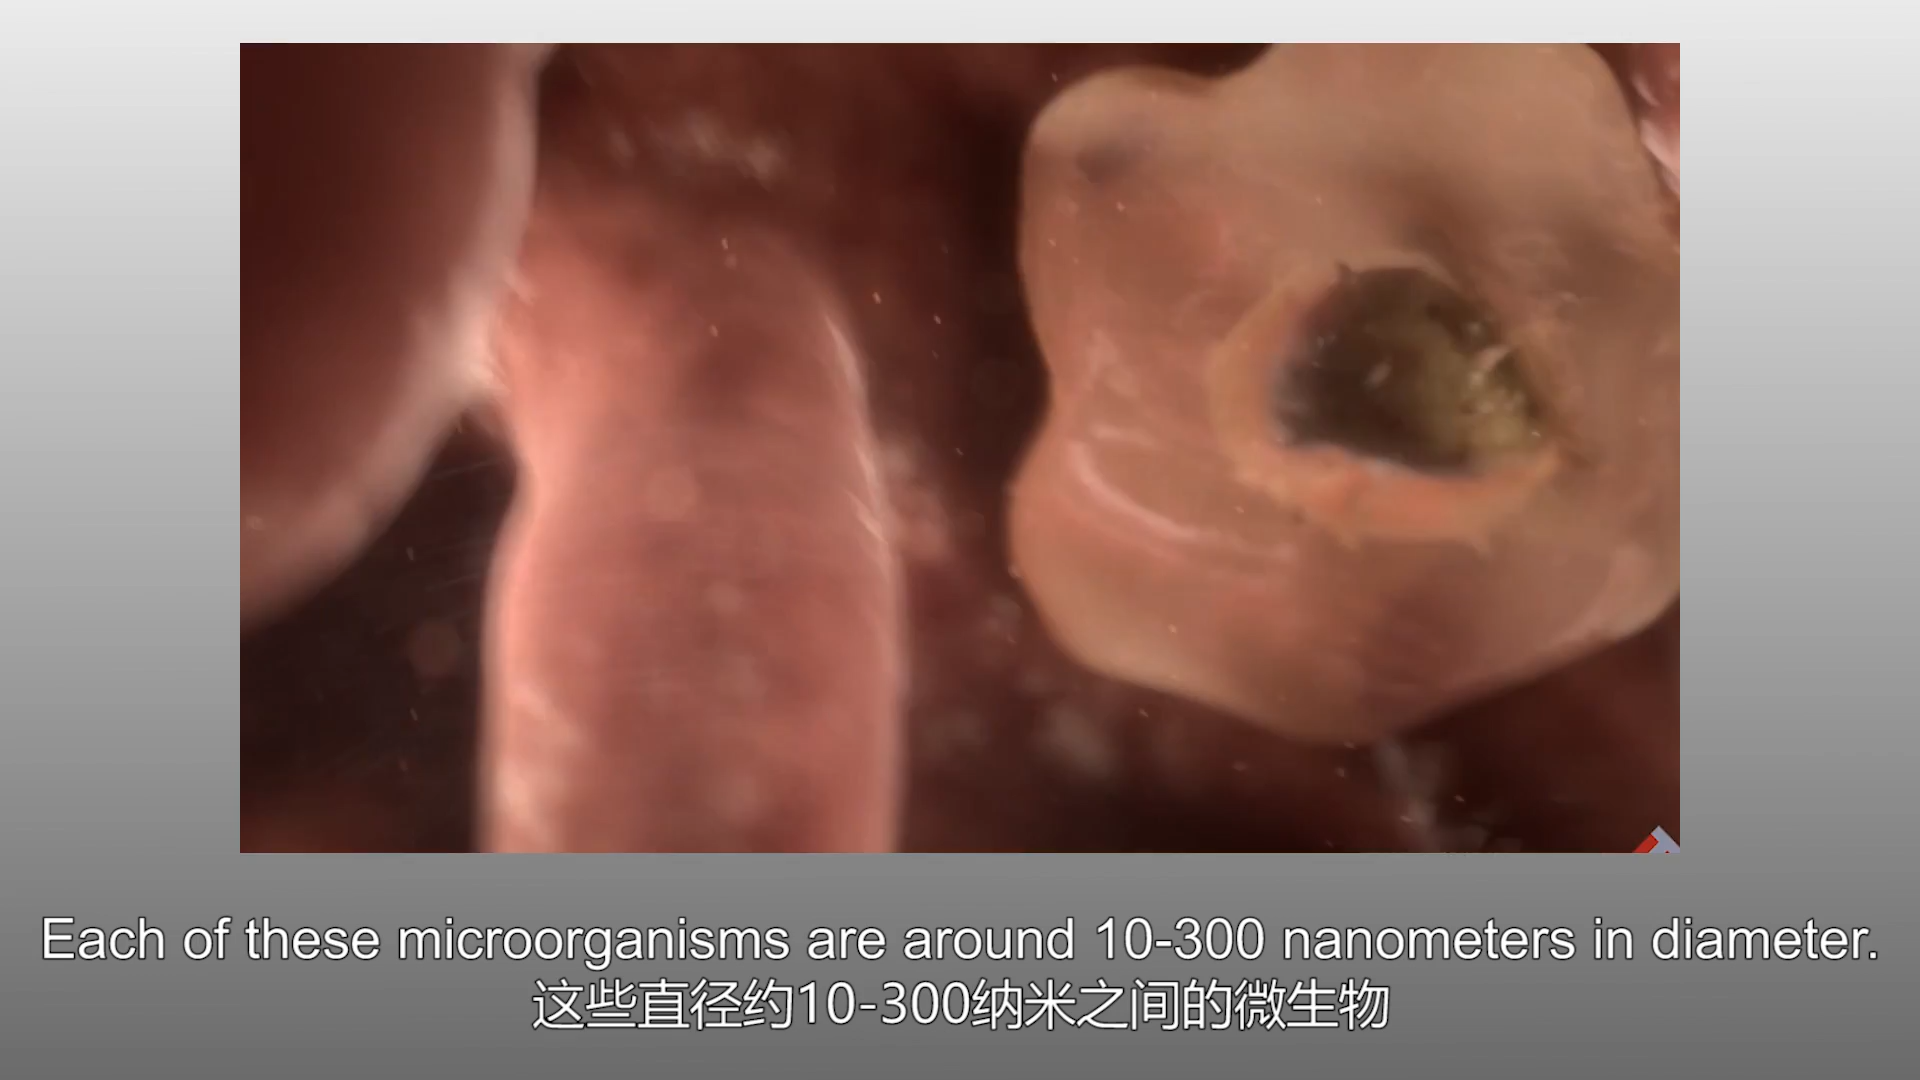 Each of these microorganisms are around 10-300 nanometers in diameter.
这些直径约10-300纳米之间的微生物